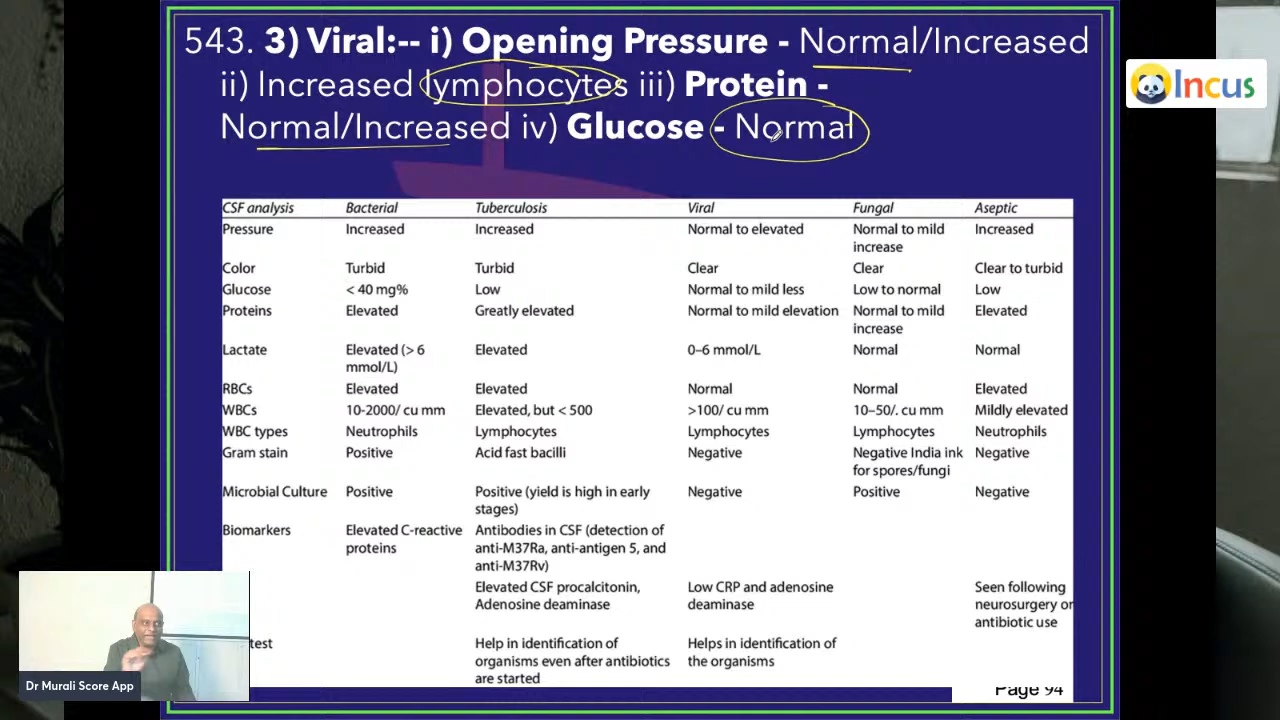 543. 3) Viral:-- i) Opening Pressure - Normal/Increased
ii) Increased lymphocytes iii) Protein -
Normal/Increased iv) Glucose - Normal
Incus
CSF analysis Bacterial Tuberculosis Viral Fungal Aseptic
Pressure Increased Increased Normal to elevated Normal to mild increase Increased
Color Turbid Turbid Clear Clear Clear to turbid
Glucose < 40 mg% Low Normal to mild less Low to normal Low
Proteins Elevated Greatly elevated Normal to mild elevation Normal to mild increase Elevated
Lactate Elevated (> 6 mmol/L) Elevated 0–6 mmol/L Normal Normal
RBCs Elevated Elevated Normal Normal Elevated
WBCs 10-2000/ cu mm Elevated, but < 500 >100/ cu mm 10–50/. cu mm Mildly elevated
WBC types Neutrophils Lymphocytes Lymphocytes Lymphocytes Neutrophils
Gram stain Positive Acid fast bacilli Negative Negative India ink for spores/fungi Negative
Microbial Culture Positive Positive (yield is high in early stages) Negative Positive Negative
Biomarkers Elevated C-reactive proteins Antibodies in CSF (detection of anti-M37Ra, anti-antigen 5, and anti-M37Rv)
Elevated CSF procalcitonin, Adenosine deaminase Low CRP and adenosine deaminase Seen following neurosurgery or antibiotic use
test Help in identification of organisms even after antibiotics are started Helps in identification of the organisms
Dr Murali Score App
Page 94